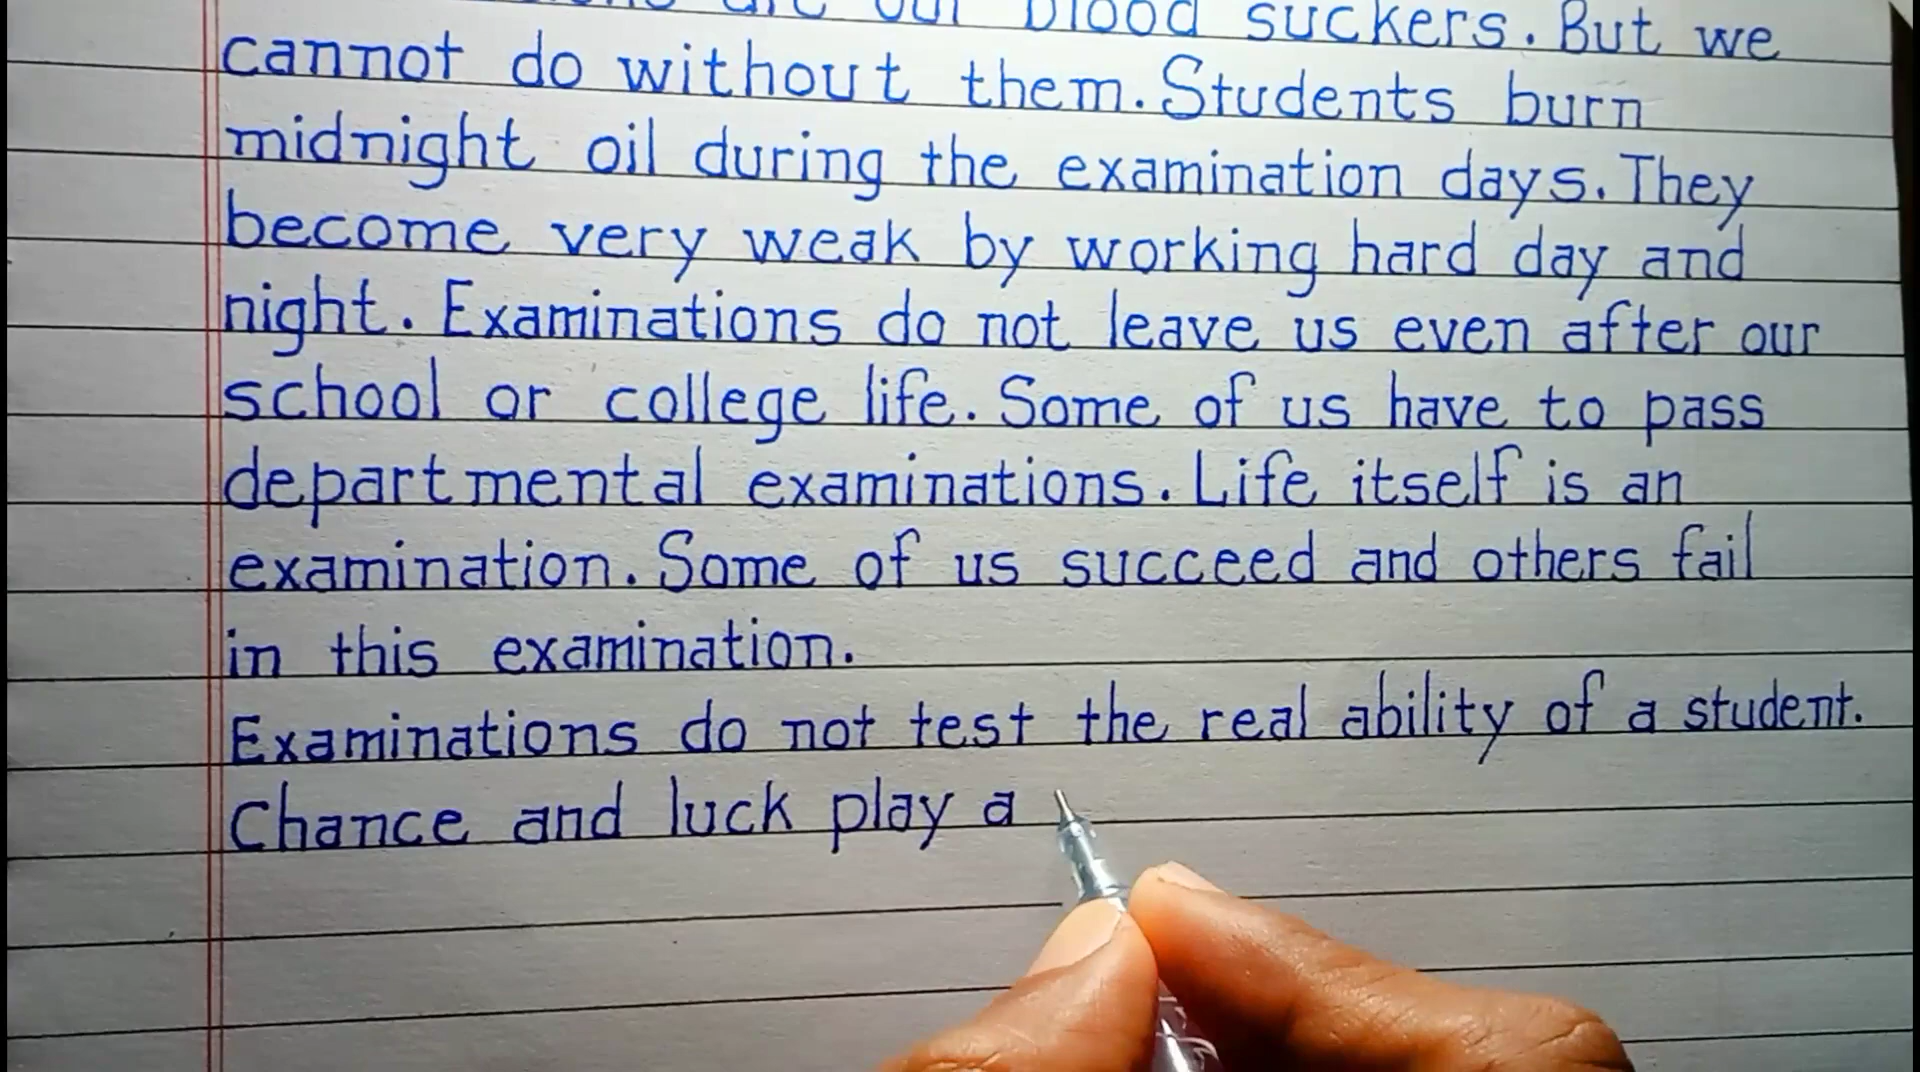 our blood suckers. But we
cannot do without them. Students burn
midnight oil during the examination days. They
become very weak by working hard day and
night. Examinations do not leave us even after our
school or college life. Some of us have to pass
departmental examinations. Life itself is an
examination. Some of us succeed and others fail
in this examination.
Examinations do not test the real ability of a student.
Chance and luck play a